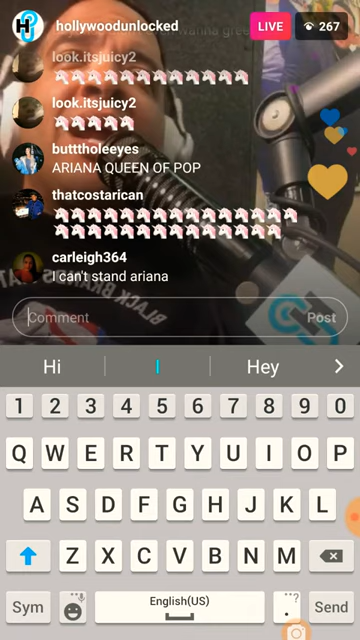 hollywoodunlocked
LIVE
267
look.itsjuicy2
look.itsjuicy2
butttholeeyes
ARIANA QUEEN OF POP
thatcostarican
carleigh364
I can't stand ariana
Comment
Post
Hi
I
Hey
1 2 3 4 5 6 7 8 9 0
Q W E R T Y U I O P
A S D F G H J K L
Z X C V B N M
Sym
English(US)
. ?
Send